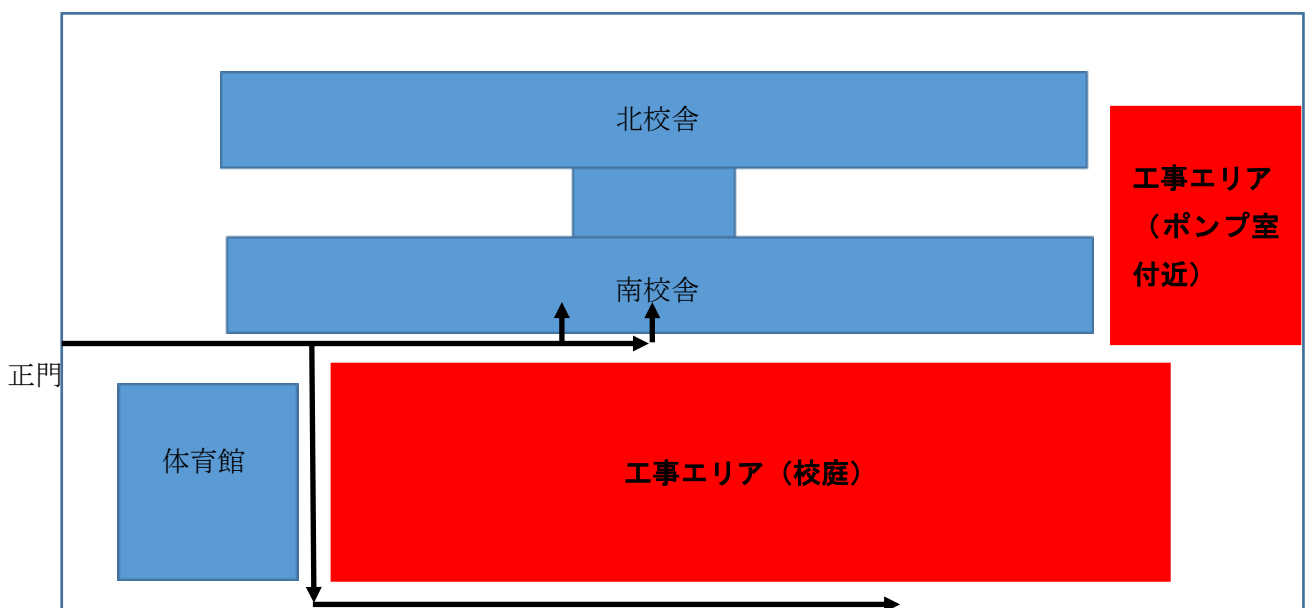 北校舎
工事エリア
（ポンプ室
付近）
南校舎
正門
体育館
工事エリア（校庭）